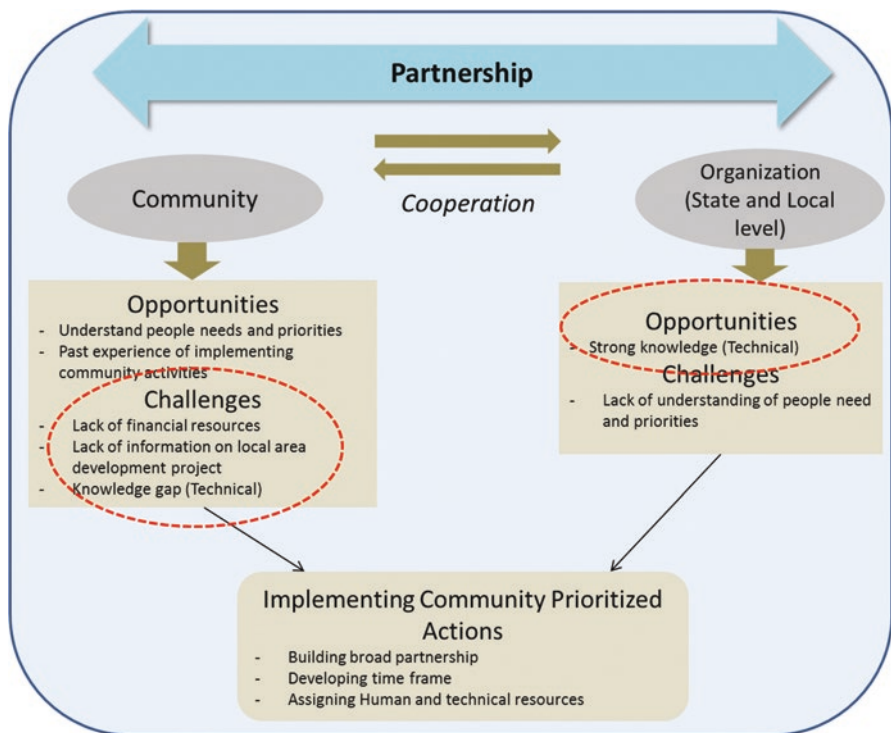 Partnership
Cooperation
Community
Opportunities
- Understand people needs and priorities
- Past experience of implementing
community activities
Challenges
- Lack of financial resources
- Lack of information on local area
development project
- Knowledge gap (Technical)
Organization
(State and Local
level)
Opportunities
- Strong knowledge (Technical)
Challenges
- Lack of understanding of people need
and priorities
Implementing Community Prioritized
Actions
- Building broad partnership
- Developing time frame
- Assigning Human and technical resources